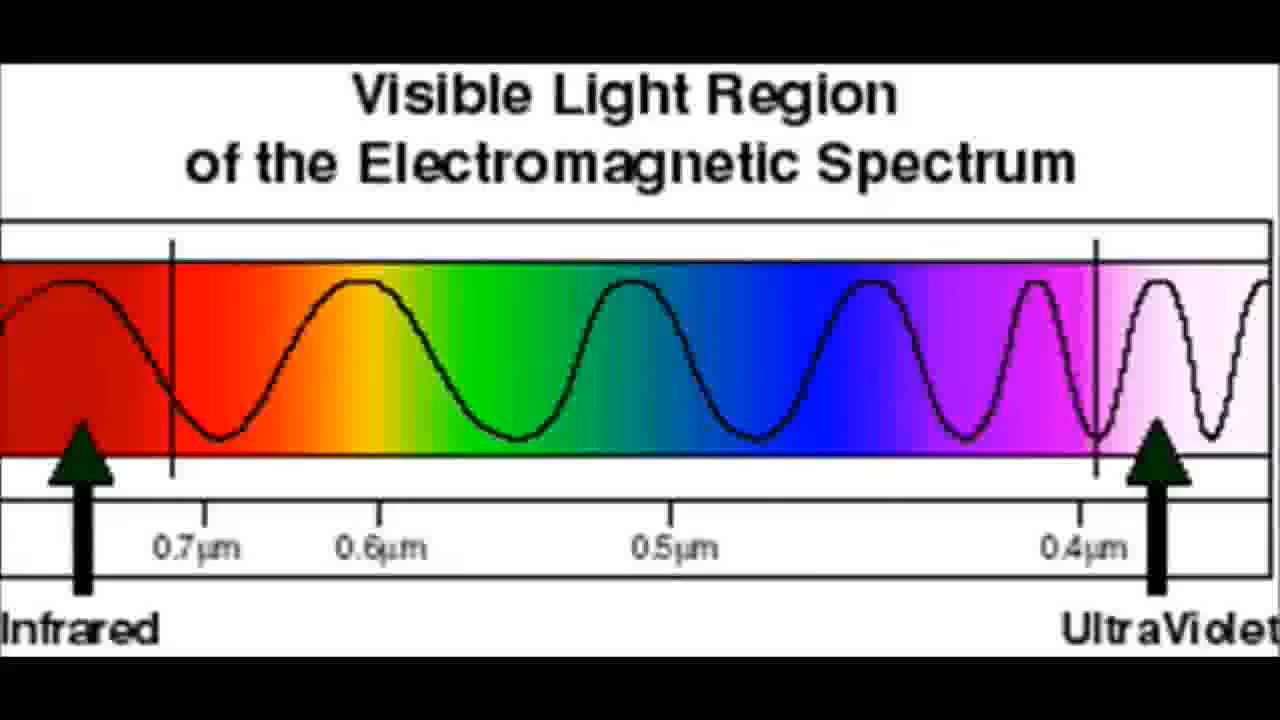 Visible Light Region
of the Electromagnetic Spectrum
0.7µm 0.6µm 0.5µm 0.4µm
Infrared UltraViolet